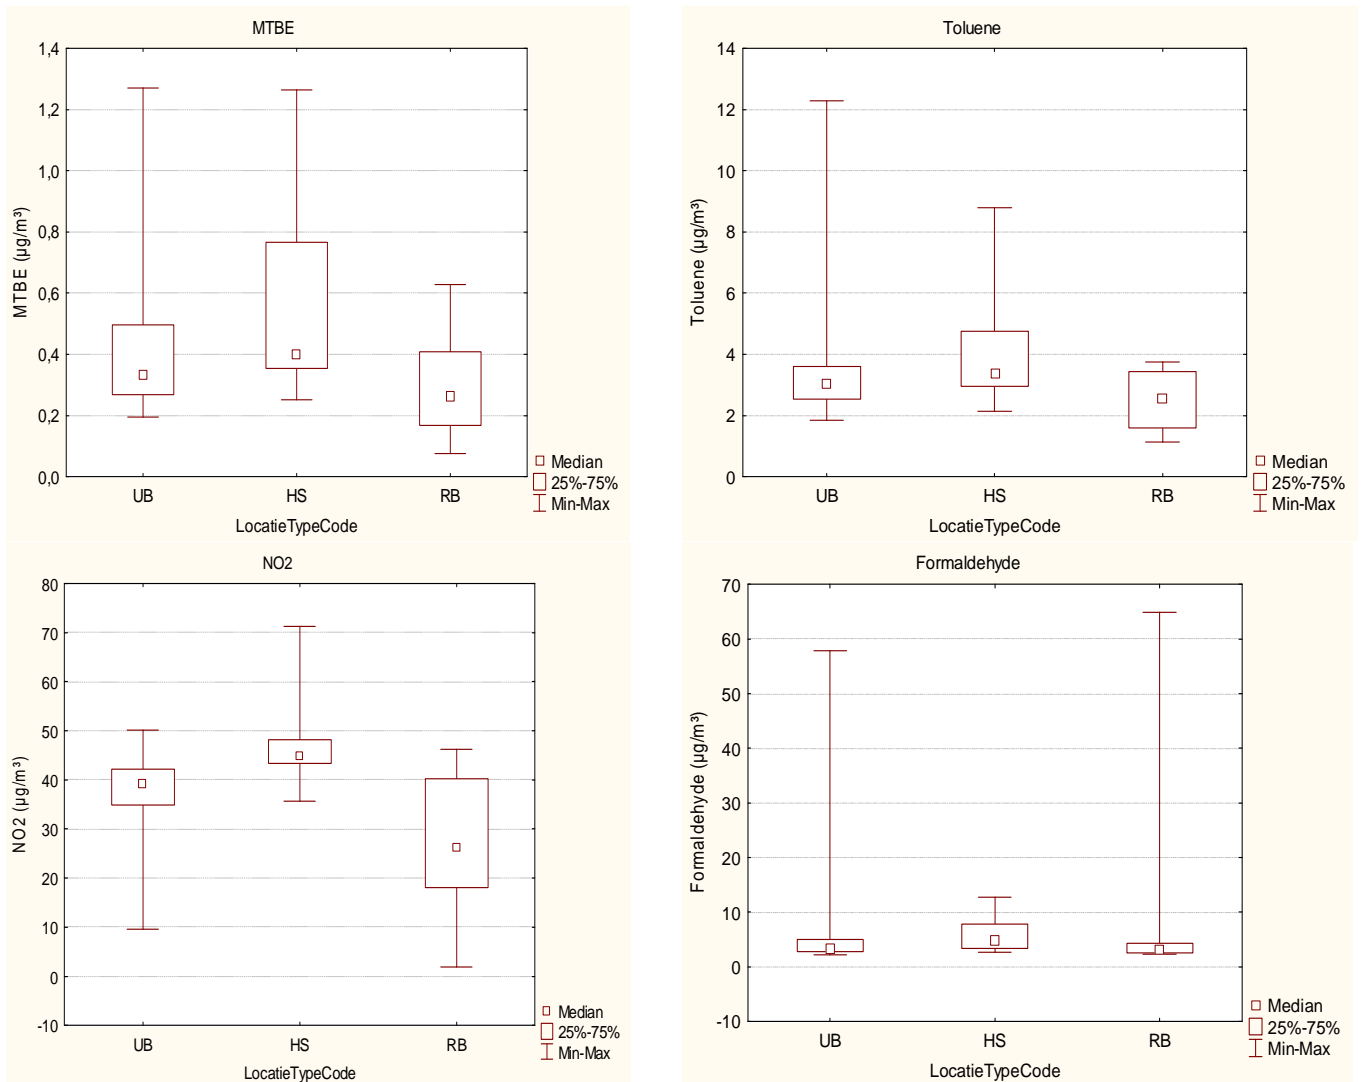 MTBE
1,4
1,2
1,0
0,8
0,6
0,4
0,2
0,0
MTBE (µg/m³)
UB HS RB
LocatieTypeCode
Median
25%-75%
Min-Max
Toluene
14
12
10
8
6
4
2
0
Toluene (µg/m³)
UB HS RB
LocatieTypeCode
Median
25%-75%
Min-Max
NO2
80
70
60
50
40
30
20
10
0
-10
NO2 (µg/m³)
UB HS RB
LocatieTypeCode
Median
25%-75%
Min-Max
Formaldehyde
70
60
50
40
30
20
10
0
-10
Formaldehyde (µg/m³)
UB HS RB
LocatieTypeCode
Median
25%-75%
Min-Max